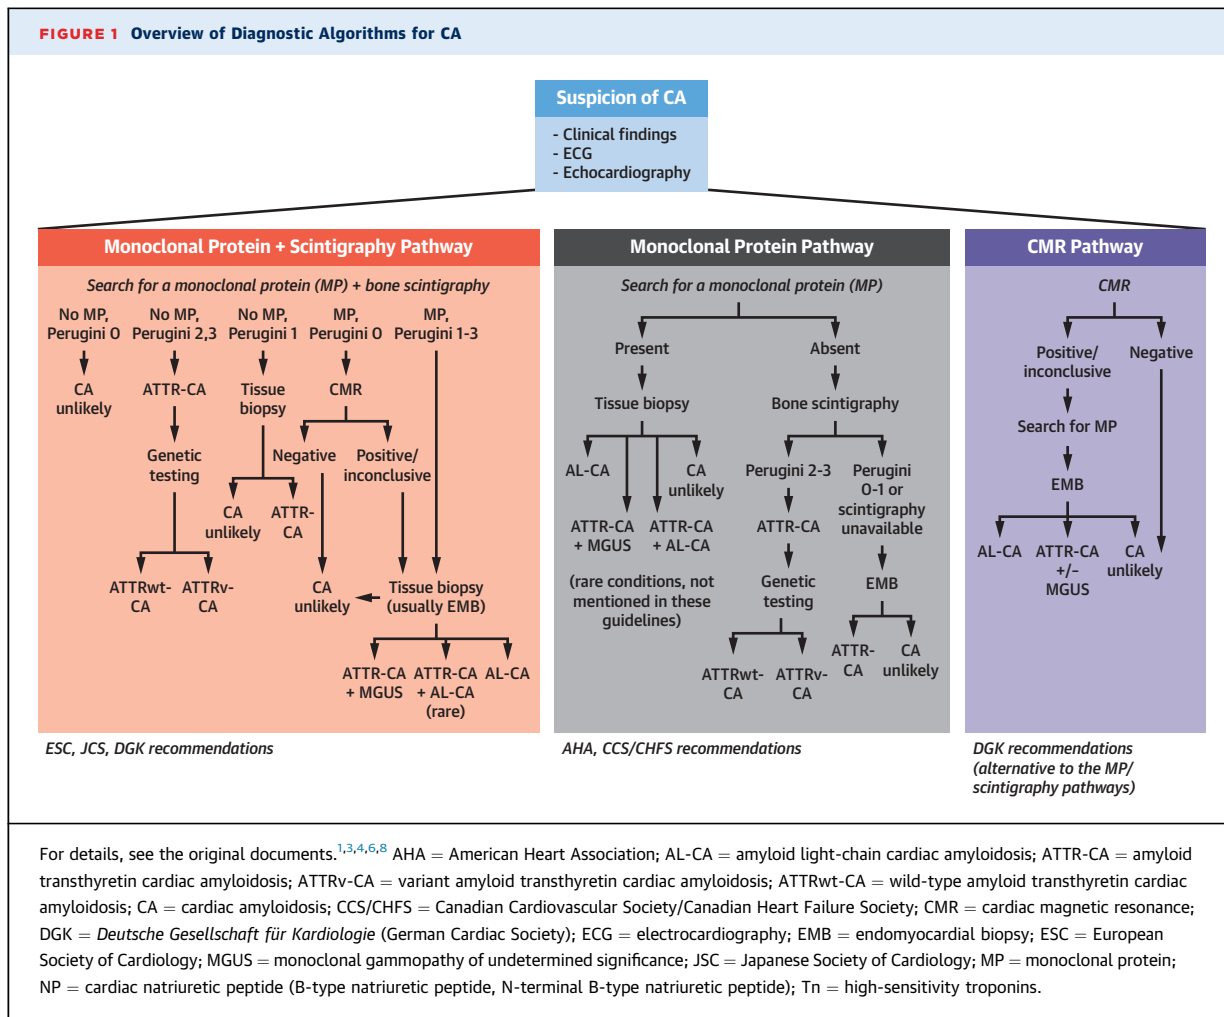 FIGURE 1 Overview of Diagnostic Algorithms for CA
Suspicion of CA
- Clinical findings
- ECG
- Echocardiography
Monoclonal Protein + Scintigraphy Pathway
Search for a monoclonal protein (MP) + bone scintigraphy
No MP,
Perugini 0
No MP,
Perugini 2,3
No MP,
Perugini 1
MP,
Perugini 0
MP,
Perugini 1-3
CA
unlikely
ATTR-CA
Tissue
biopsy
CMR
Genetic
testing
Negative
Positive/
inconclusive
CA
unlikely
ATTR-
CA
ATTRwt-
CA
ATTRv-
CA
CA
unlikely
Tissue biopsy
(usually EMB)
ATTR-CA
+ MGUS
ATTR-CA
+ AL-CA
(rare)
AL-CA
ESC, JCS, DGK recommendations
Monoclonal Protein Pathway
Search for a monoclonal protein (MP)
Present
Absent
Tissue biopsy
Bone scintigraphy
AL-CA
CA
unlikely
ATTR-CA
+ MGUS
ATTR-CA
+ AL-CA
(rare conditions, not
mentioned in these
guidelines)
Perugini 2-3
Perugini
0-1 or
scintigraphy
unavailable
ATTR-CA
Genetic
testing
EMB
ATTRwt-
CA
ATTRv-
CA
ATTR-
CA
CA
unlikely
AHA, CCS/CHFS recommendations
CMR Pathway
CMR
Positive/
inconclusive
Negative
Search for MP
EMB
AL-CA
ATTR-CA
+/−
MGUS
CA
unlikely
DGK recommendations
(alternative to the MP/
scintigraphy pathways)
For details, see the original documents.1,3,4,6,8 AHA = American Heart Association; AL-CA = amyloid light-chain cardiac amyloidosis; ATTR-CA = amyloid
transthyretin cardiac amyloidosis; ATTRv-CA = variant amyloid transthyretin cardiac amyloidosis; ATTRwt-CA = wild-type amyloid transthyretin cardiac
amyloidosis; CA = cardiac amyloidosis; CCS/CHFS = Canadian Cardiovascular Society/Canadian Heart Failure Society; CMR = cardiac magnetic resonance;
DGK = Deutsche Gesellschaft für Kardiologie (German Cardiac Society); ECG = electrocardiography; EMB = endomyocardial biopsy; ESC = European
Society of Cardiology; MGUS = monoclonal gammopathy of undetermined significance; JSC = Japanese Society of Cardiology; MP = monoclonal protein;
NP = cardiac natriuretic peptide (B-type natriuretic peptide, N-terminal B-type natriuretic peptide); Tn = high-sensitivity troponins.